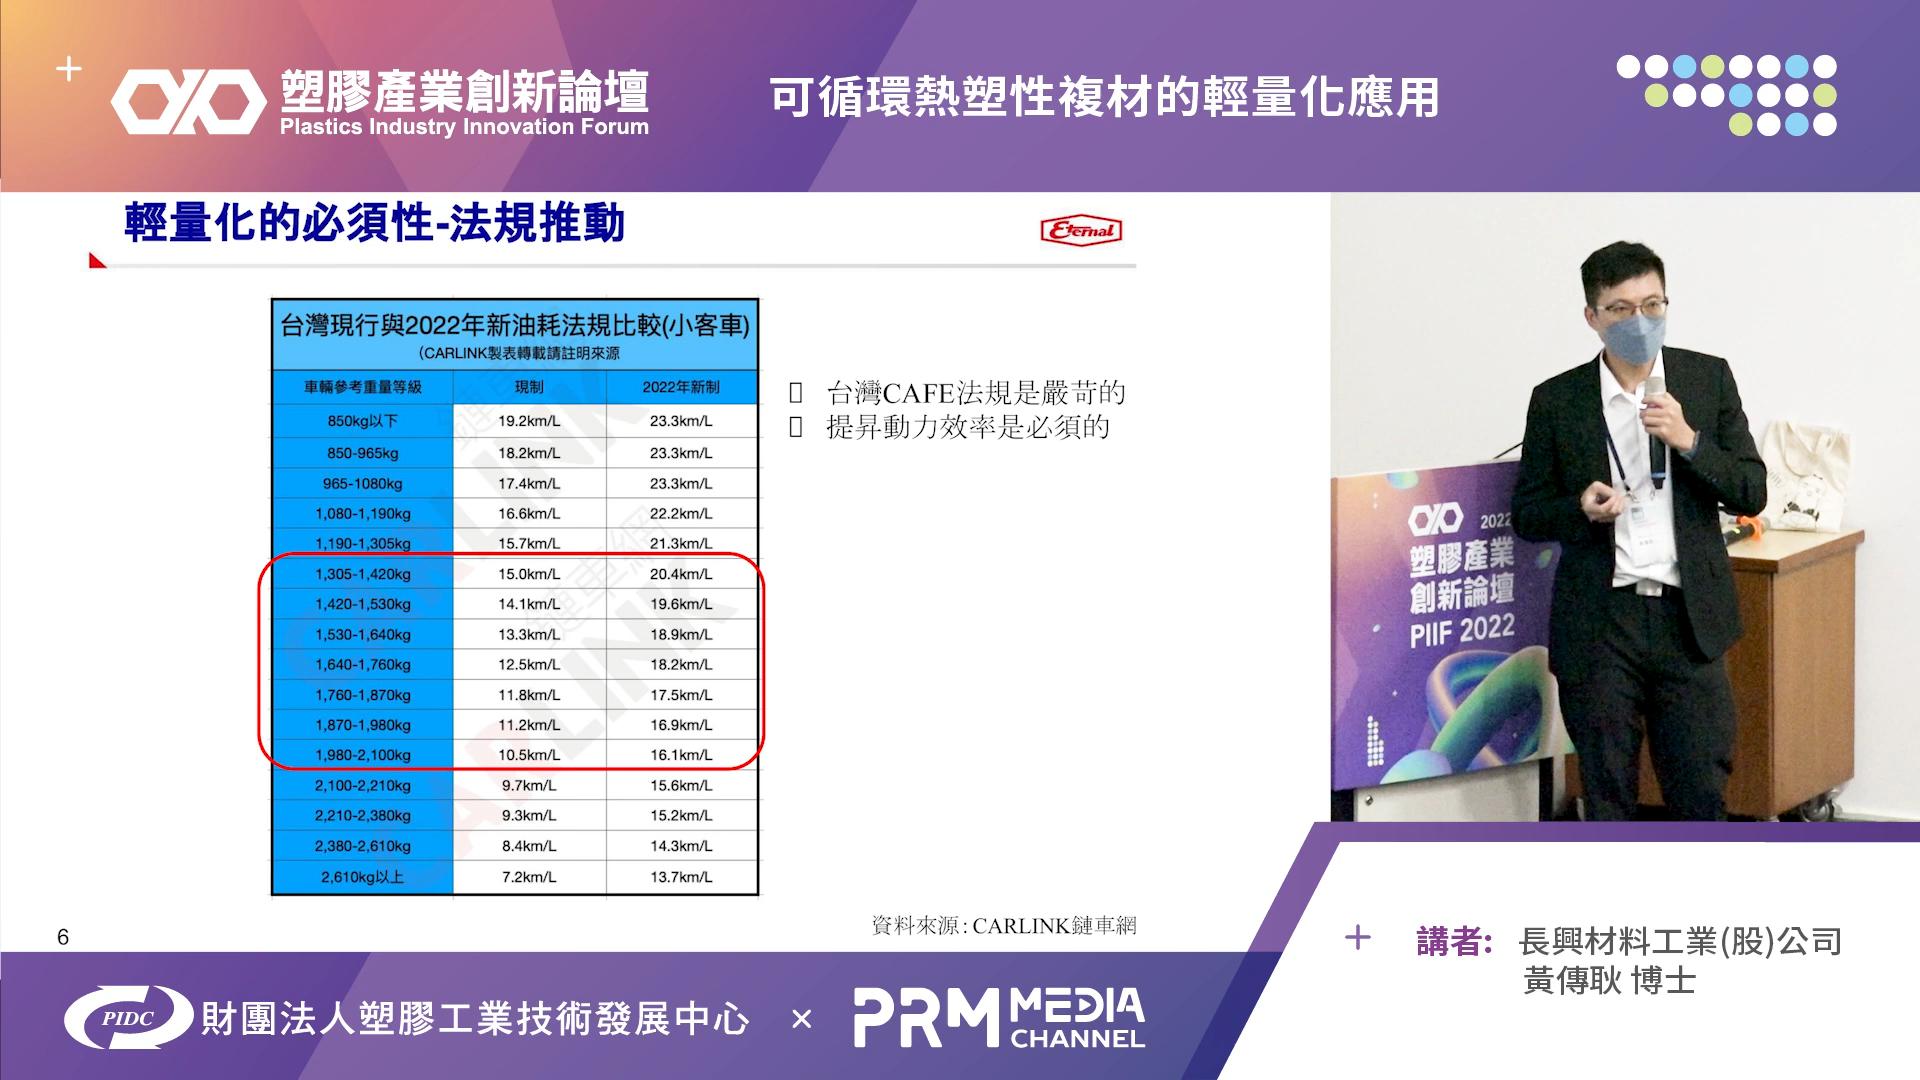 塑膠產業創新論壇
Plastics Industry Innovation Forum
可循環熱塑性複材的輕量化應用
輕量化的必須性-法規推動
Eternal
台灣現行與2022年新油耗法規比較(小客車)
(CARLINK製表轉載請註明來源
車輛參考重量等級 現制 2022年新制
850kg以下 19.2km/L 23.3km/L
850-965kg 18.2km/L 23.3km/L
965-1080kg 17.4km/L 23.3km/L
1,080-1,190kg 16.6km/L 22.2km/L
1,190-1,305kg 15.7km/L 21.3km/L
1,305-1,420kg 15.0km/L 20.4km/L
1,420-1,530kg 14.1km/L 19.6km/L
1,530-1,640kg 13.3km/L 18.9km/L
1,640-1,760kg 12.5km/L 18.2km/L
1,760-1,870kg 11.8km/L 17.5km/L
1,870-1,980kg 11.2km/L 16.9km/L
1,980-2,100kg 10.5km/L 16.1km/L
2,100-2,210kg 9.7km/L 15.6km/L
2,210-2,380kg 9.3km/L 15.2km/L
2,380-2,610kg 8.4km/L 14.3km/L
2,610kg以上 7.2km/L 13.7km/L
鏈車網
CARLINK
鏈車網
CARLINK
台灣CAFE法規是嚴苛的
提昇動力效率是必須的
資料來源:CARLINK鏈車網
6
2022
塑膠產業
創新論壇
PIIF 2022
講者: 長興材料工業(股)公司
黃傳耿 博士
PIDC 財團法人塑膠工業技術發展中心 × PRM MEDIA CHANNEL